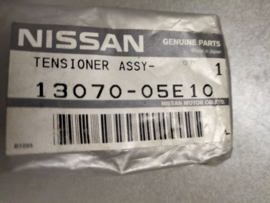 NISSAN
GENUINE PARTS
TENSIONER ASSY-
1
13070-05E10
NISSAN MOTOR CO.,LTD.